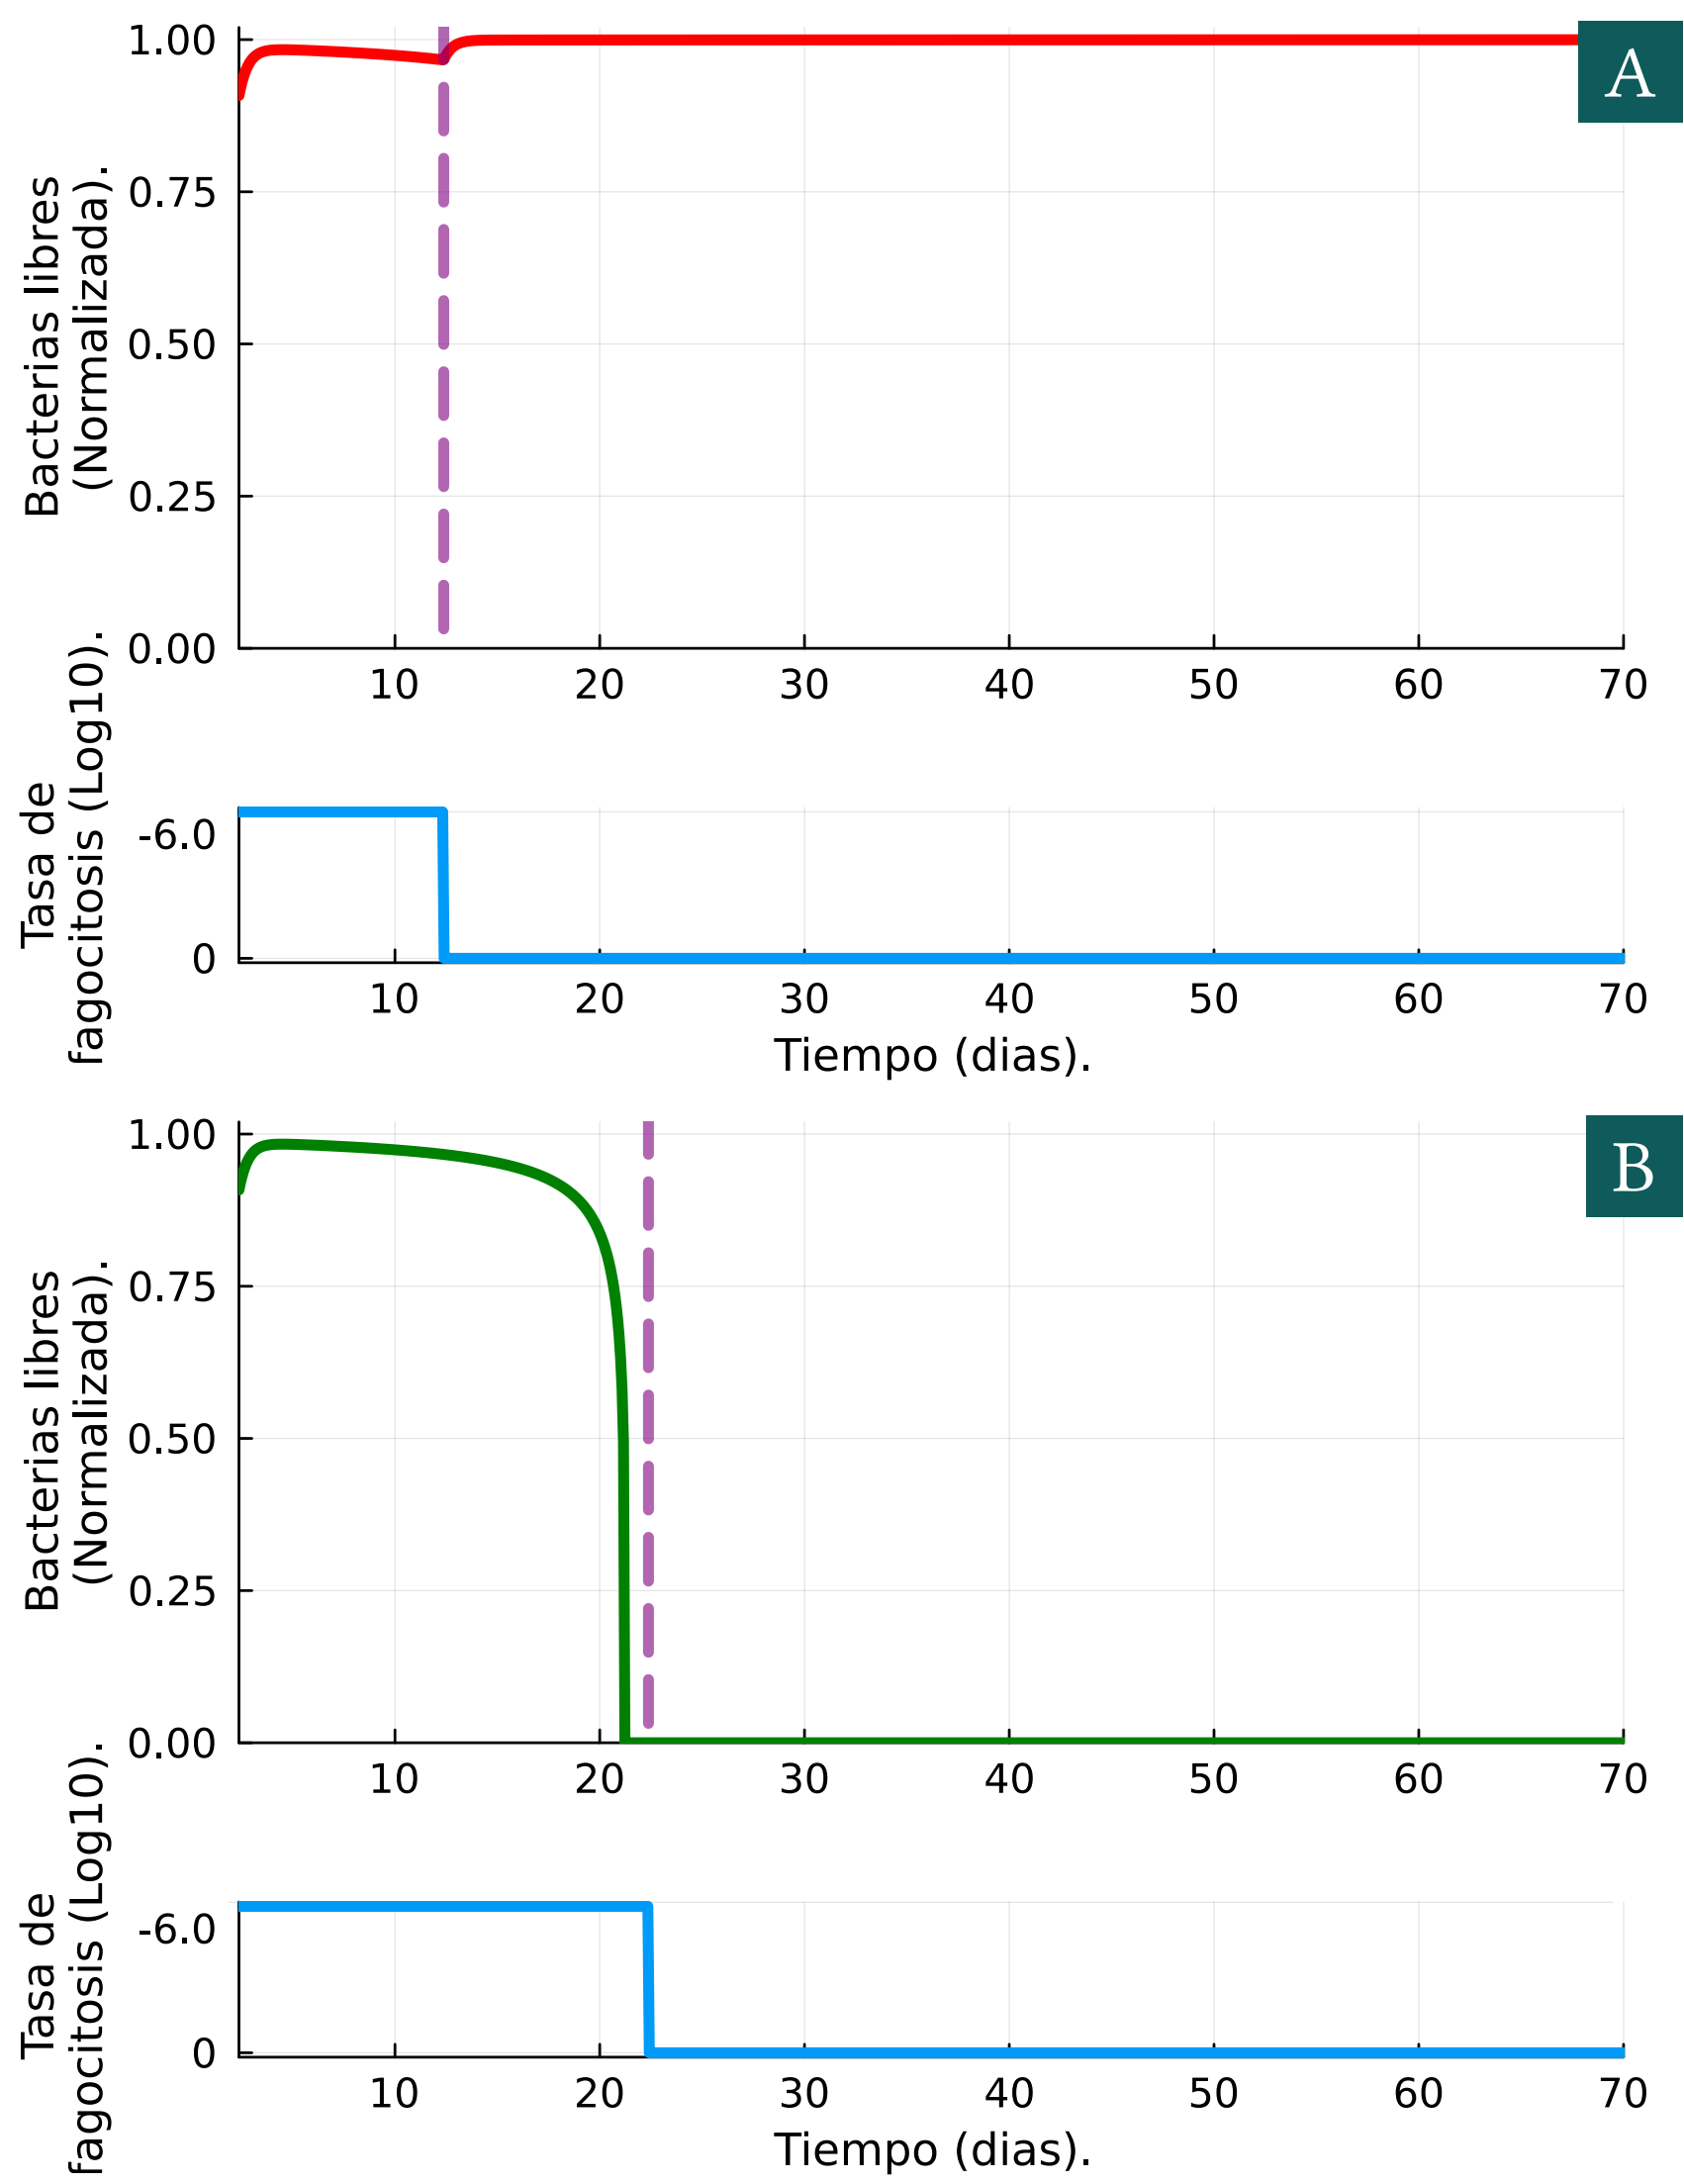 A
Bacterias libres
(Normalizada).
1.00
0.75
0.50
0.25
0.00
10 20 30 40 50 60 70
Tasa de
fagocitosis (Log10).
-6.0
0
10 20 30 40 50 60 70
Tiempo (dias).
B
Bacterias libres
(Normalizada).
1.00
0.75
0.50
0.25
0.00
10 20 30 40 50 60 70
Tasa de
fagocitosis (Log10).
-6.0
0
10 20 30 40 50 60 70
Tiempo (dias).